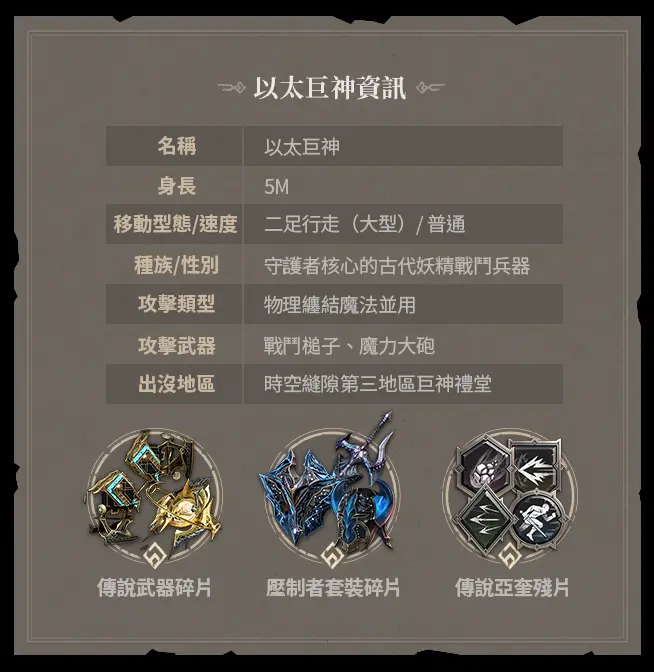 以太巨神資訊
名稱 以太巨神
身長 5M
移動型態/速度 二足行走（大型）/ 普通
種族/性別 守護者核心的古代妖精戰鬥兵器
攻擊類型 物理纏結魔法並用
攻擊武器 戰鬥槌子、魔力大砲
出沒地區 時空縫隙第三地區巨神禮堂
傳說武器碎片 壓制者套裝碎片 傳說亞奎殘片